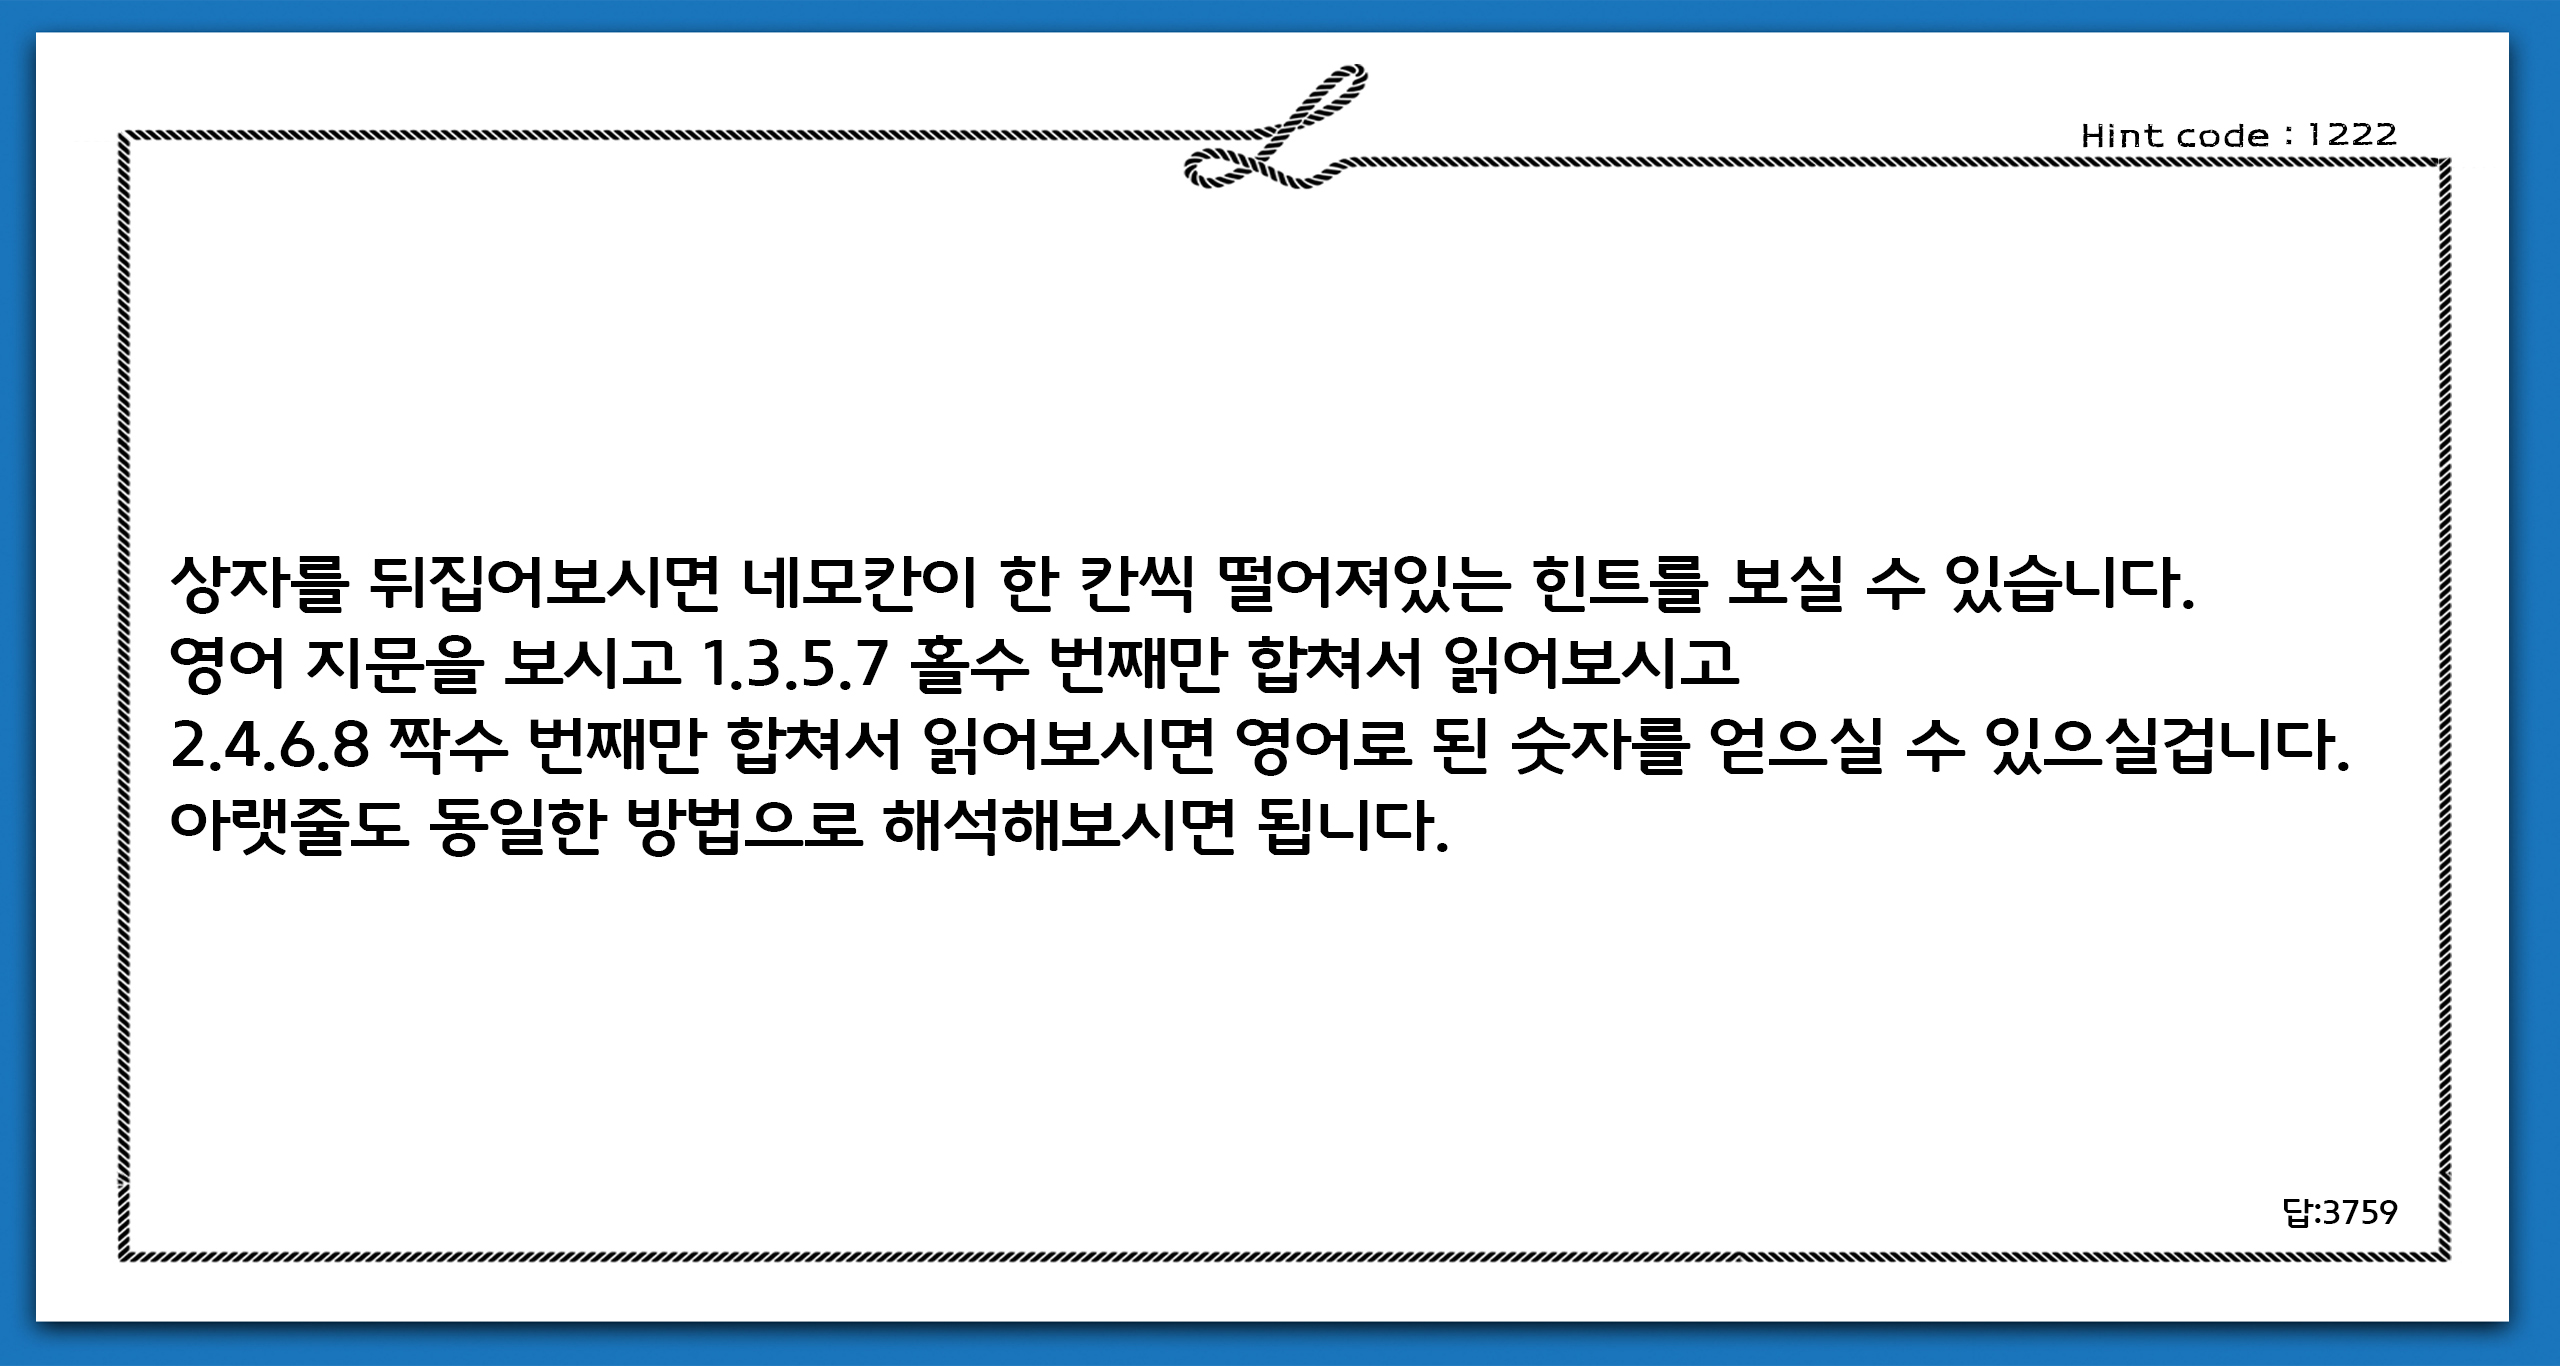 Hint code : 1222
상자를 뒤집어보시면 네모칸이 한 칸씩 떨어져있는 힌트를 보실 수 있습니다.
영어 지문을 보시고 1.3.5.7 홀수 번째만 합쳐서 읽어보시고
2.4.6.8 짝수 번째만 합쳐서 읽어보시면 영어로 된 숫자를 얻으실 수 있으실겁니다.
아랫줄도 동일한 방법으로 해석해보시면 됩니다.
답:3759